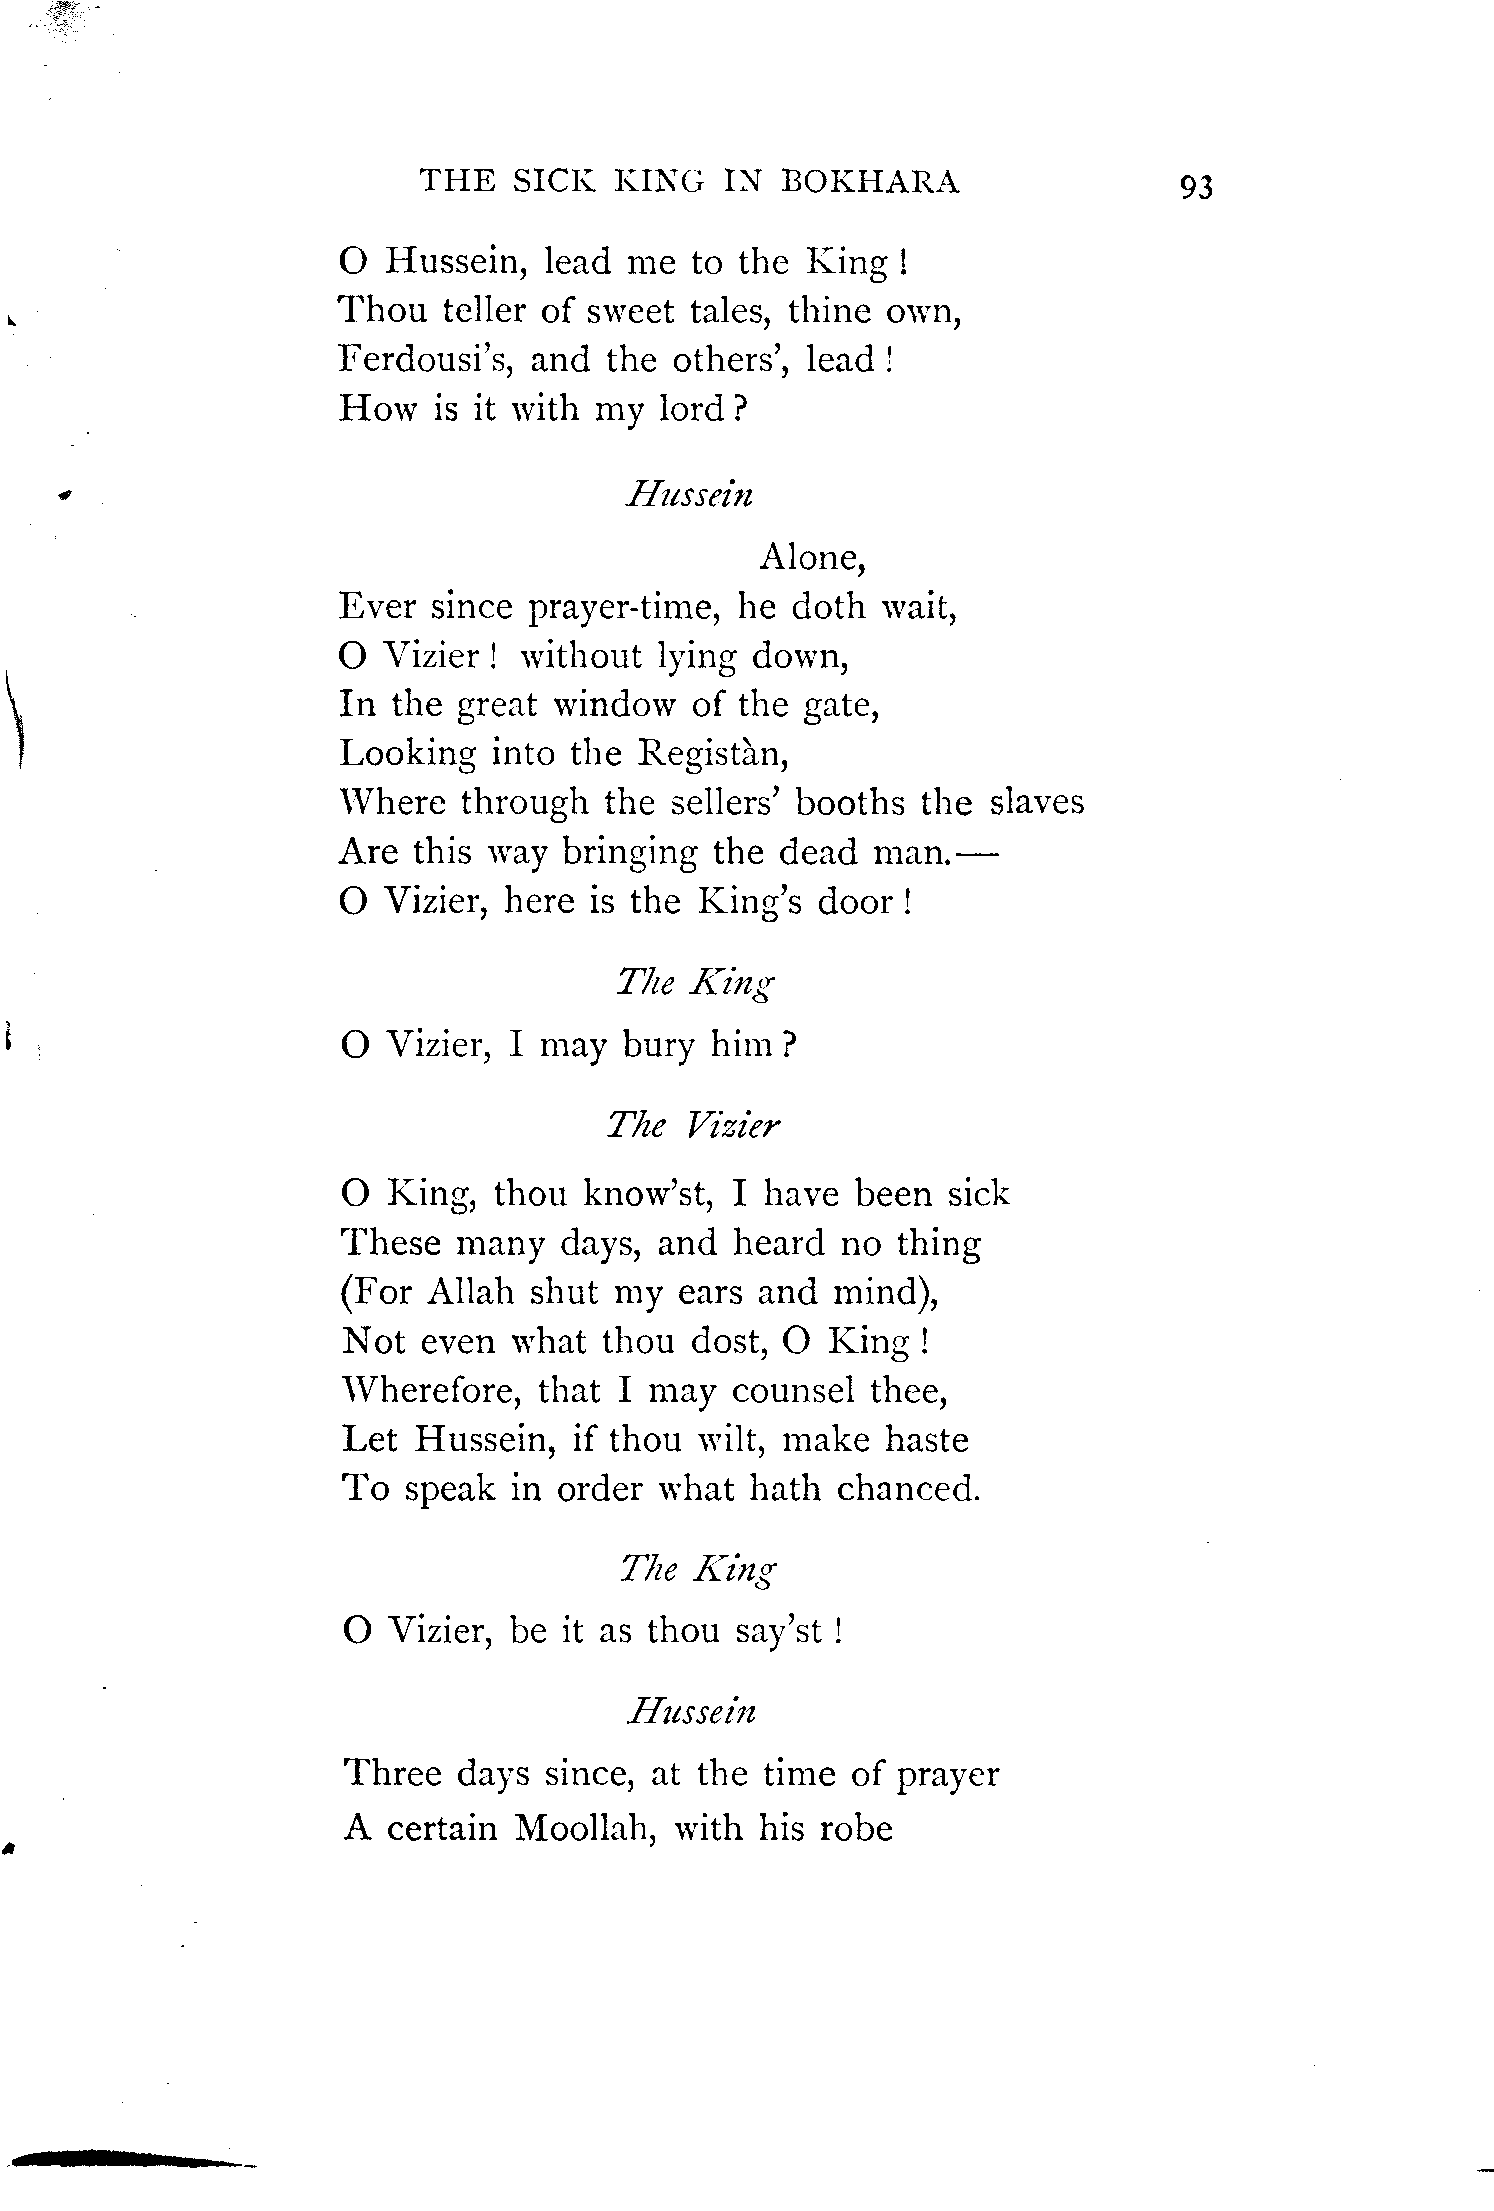 THE SICK KING IN BOKHARA 93
O Hussein, lead me to the King!
Thou teller of sweet tales, thine own,
Ferdousi's, and the others', lead!
How is it with my lord?
Hussein
Alone,
Ever since prayer-time, he doth wait,
O Vizier! without lying down,
In the great window of the gate,
Looking into the Registàn,
Where through the sellers' booths the slaves
Are this way bringing the dead man.—
O Vizier, here is the King's door!
The King
O Vizier, I may bury him?
The Vizier
O King, thou know'st, I have been sick
These many days, and heard no thing
(For Allah shut my ears and mind),
Not even what thou dost, O King!
Wherefore, that I may counsel thee,
Let Hussein, if thou wilt, make haste
To speak in order what hath chanced.
The King
O Vizier, be it as thou say'st!
Hussein
Three days since, at the time of prayer
A certain Moollah, with his robe